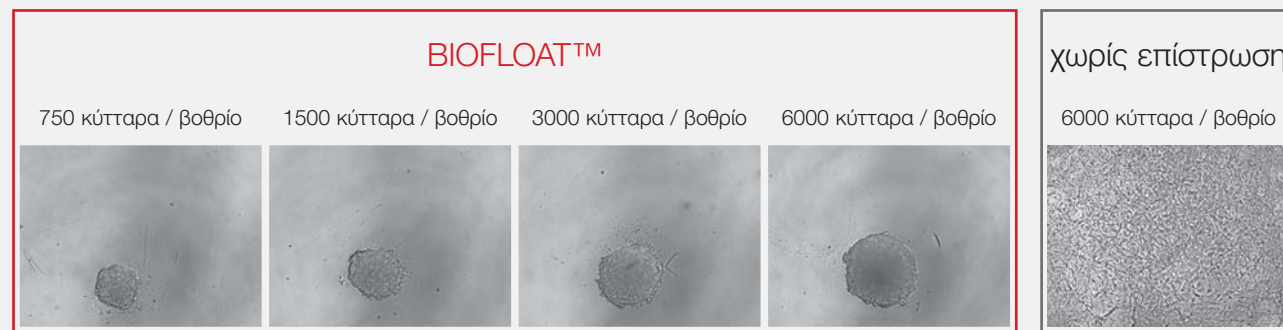 BIOFLOAT™
750 κύτταρα / βοθρίο
1500 κύτταρα / βοθρίο
3000 κύτταρα / βοθρίο
6000 κύτταρα / βοθρίο
χωρίς επίστρωση
6000 κύτταρα / βοθρίο